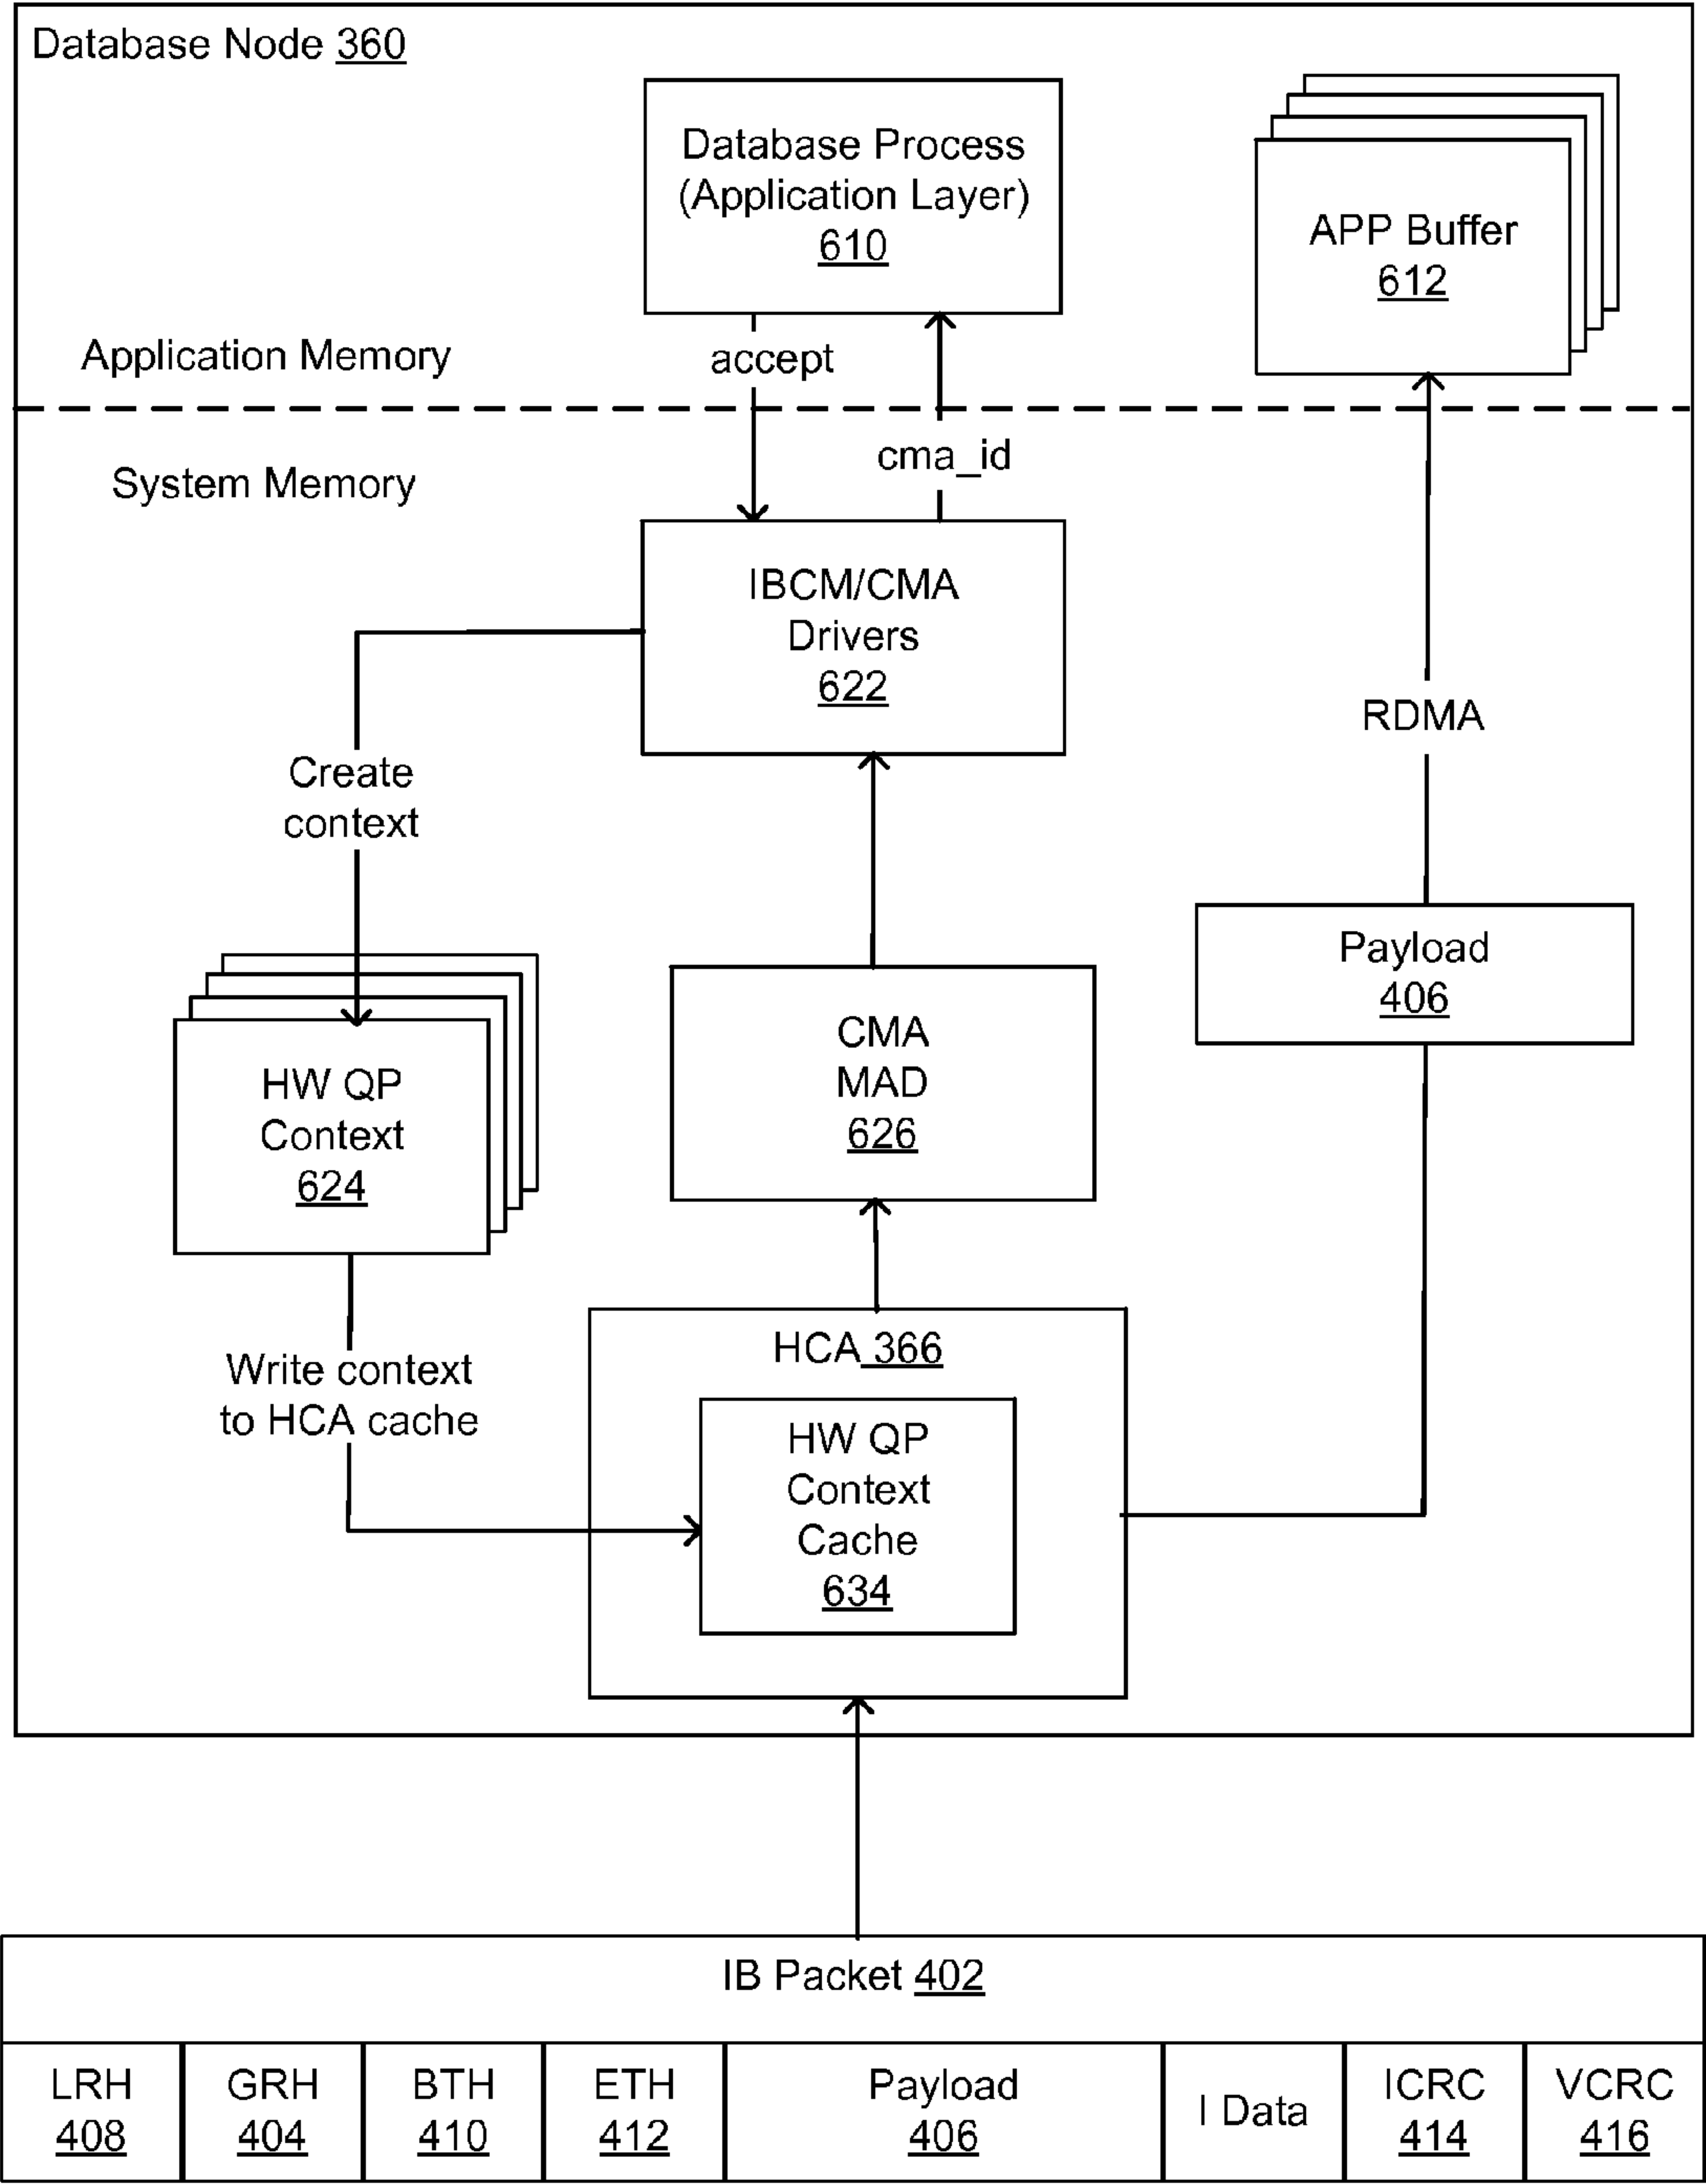 Database Node 360
Database Process
(Application Layer)
610
APP Buffer
612
Application Memory
accept
System Memory
cma_id
IBCM/CMA
Drivers
622
RDMA
Create
context
Payload
406
CMA
MAD
626
HW QP
Context
624
HCA 366
Write context
to HCA cache
HW QP
Context
Cache
634
IB Packet 402
LRH
408
GRH
404
BTH
410
ETH
412
Payload
406
I Data
ICRC
414
VCRC
416